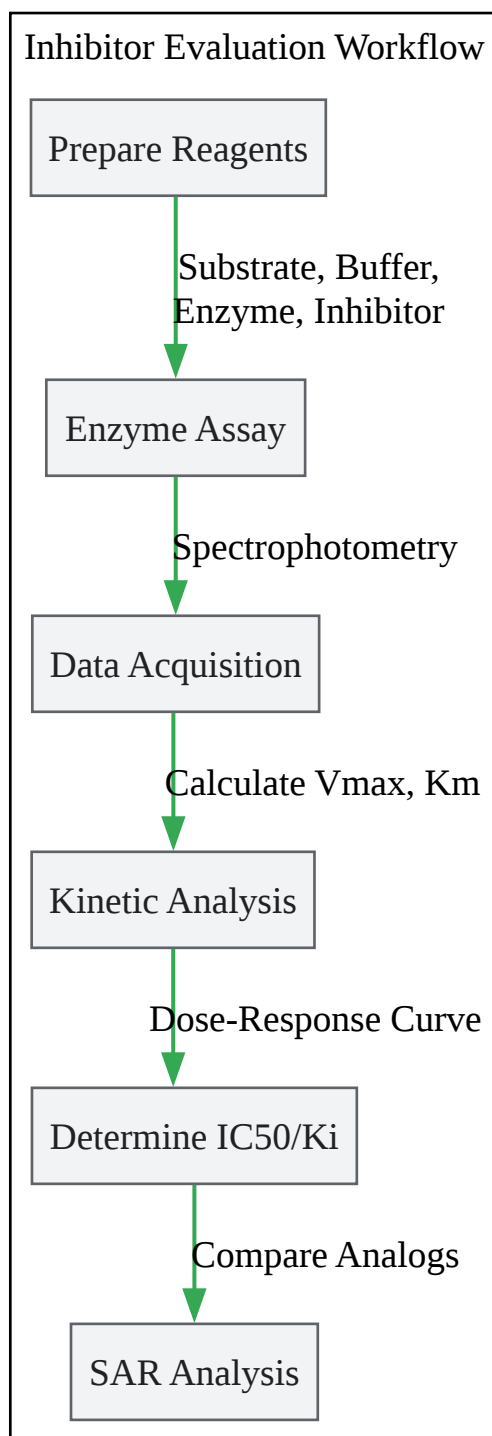 Inhibitor Evaluation Workflow
Prepare Reagents
Substrate, Buffer,
Enzyme, Inhibitor
Enzyme Assay
Spectrophotometry
Data Acquisition
Calculate Vmax, Km
Kinetic Analysis
Dose-Response Curve
Determine IC50/Ki
Compare Analogs
SAR Analysis